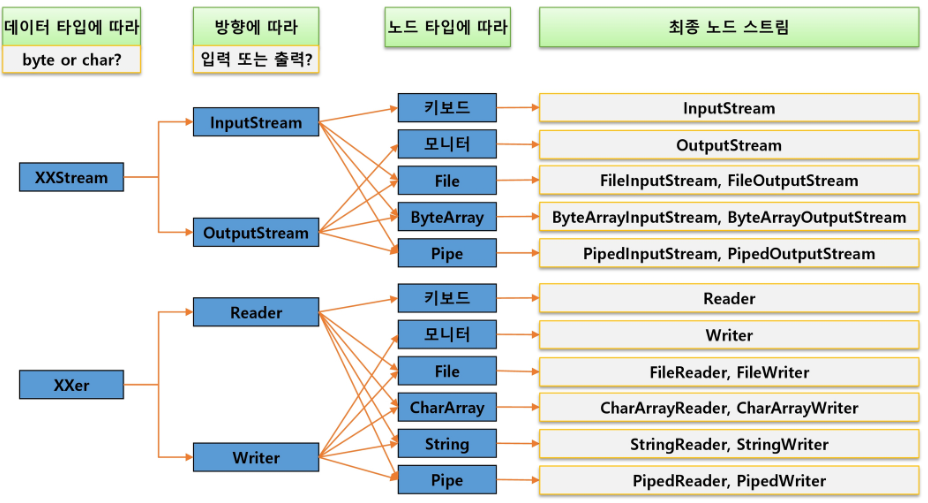 데이터 타입에 따라
방향에 따라
노드 타입에 따라
최종 노드 스트림
byte or char?
입력 또는 출력?
XXStream
InputStream
OutputStream
키보드
InputStream
모니터
OutputStream
File
FileInputStream, FileOutputStream
ByteArray
ByteArrayInputStream, ByteArrayOutputStream
Pipe
PipedInputStream, PipedOutputStream
XXer
Reader
Writer
키보드
Reader
모니터
Writer
File
FileReader, FileWriter
CharArray
CharArrayReader, CharArrayWriter
String
StringReader, StringWriter
Pipe
PipedReader, PipedWriter